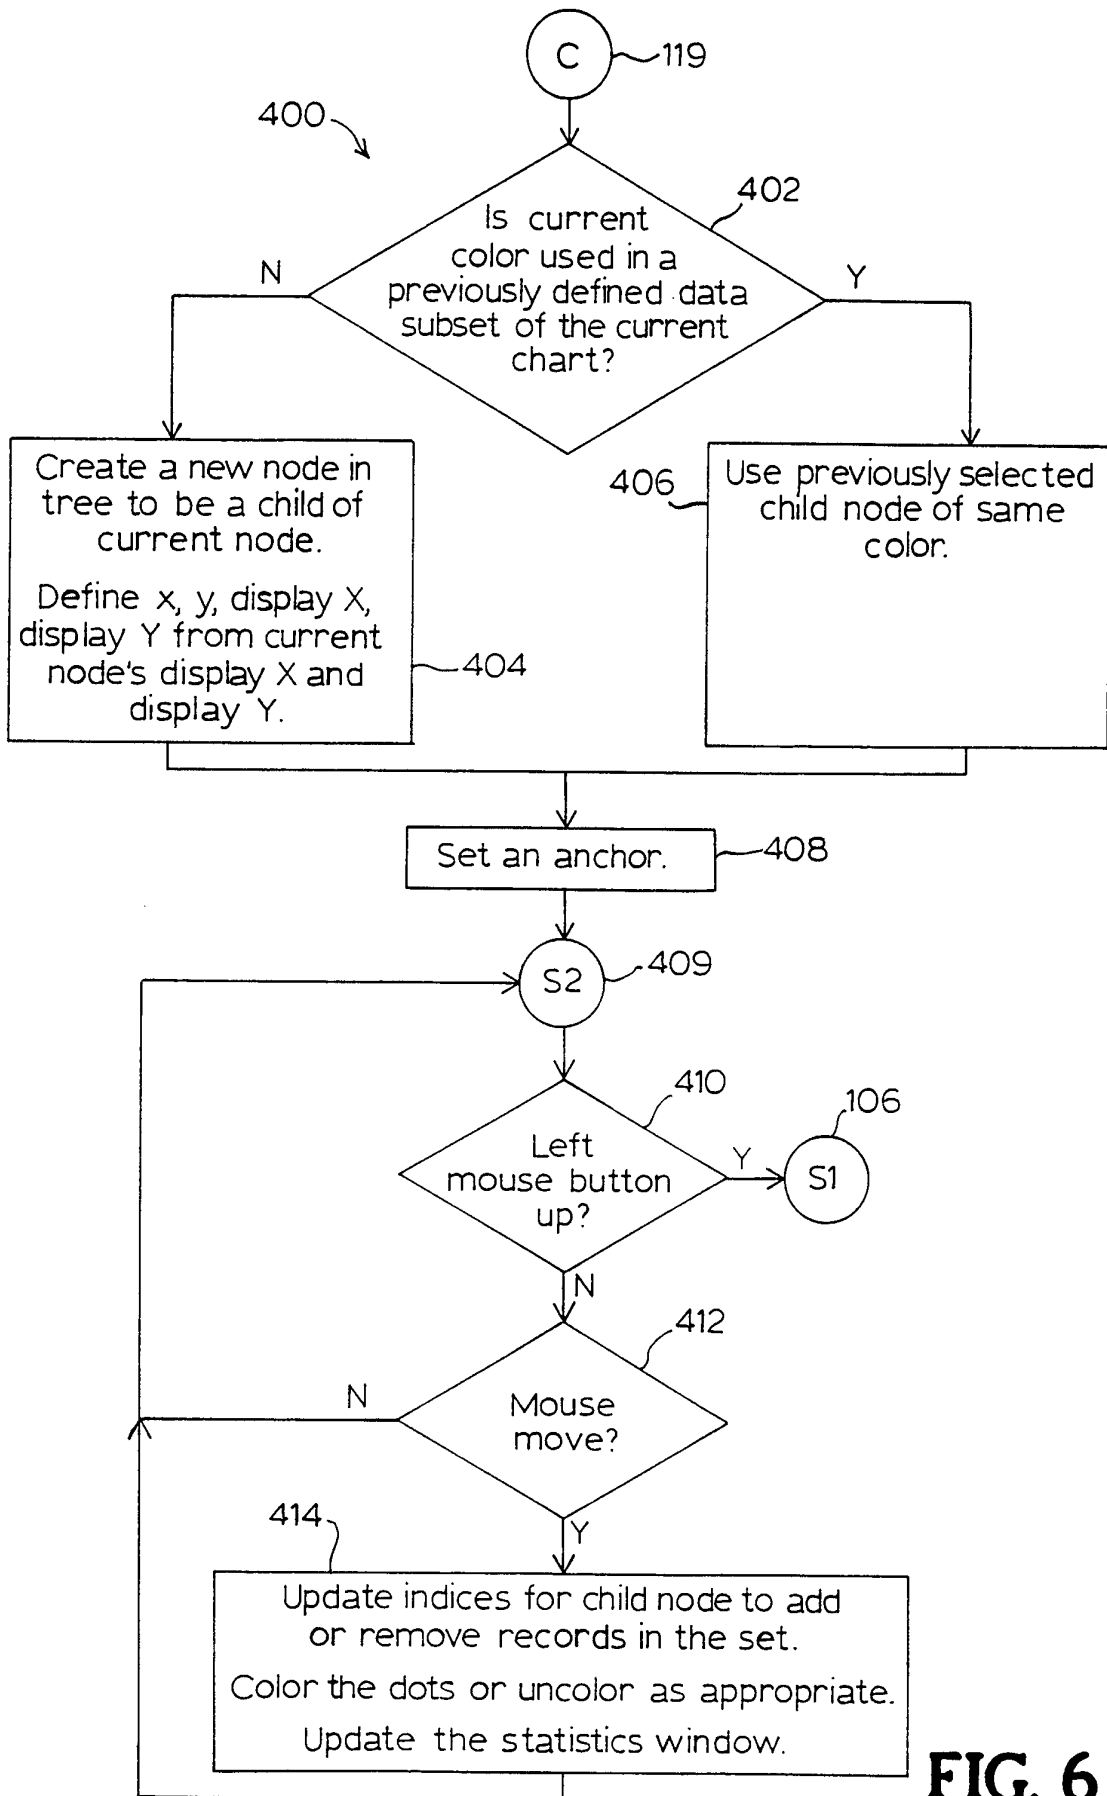 C
119
400
402
Is current
color used in a
previously defined data
subset of the current
chart?
N
Y
Create a new node in
tree to be a child of
current node.
Define x, y, display X,
display Y from current
node's display X and
display Y.
404
406
Use previously selected
child node of same
color.
Set an anchor.
408
S2
409
410
Left
mouse button
up?
Y
106
S1
N
412
Mouse
move?
N
Y
414
Update indices for child node to add
or remove records in the set.
Color the dots or uncolor as appropriate.
Update the statistics window.
FIG. 6